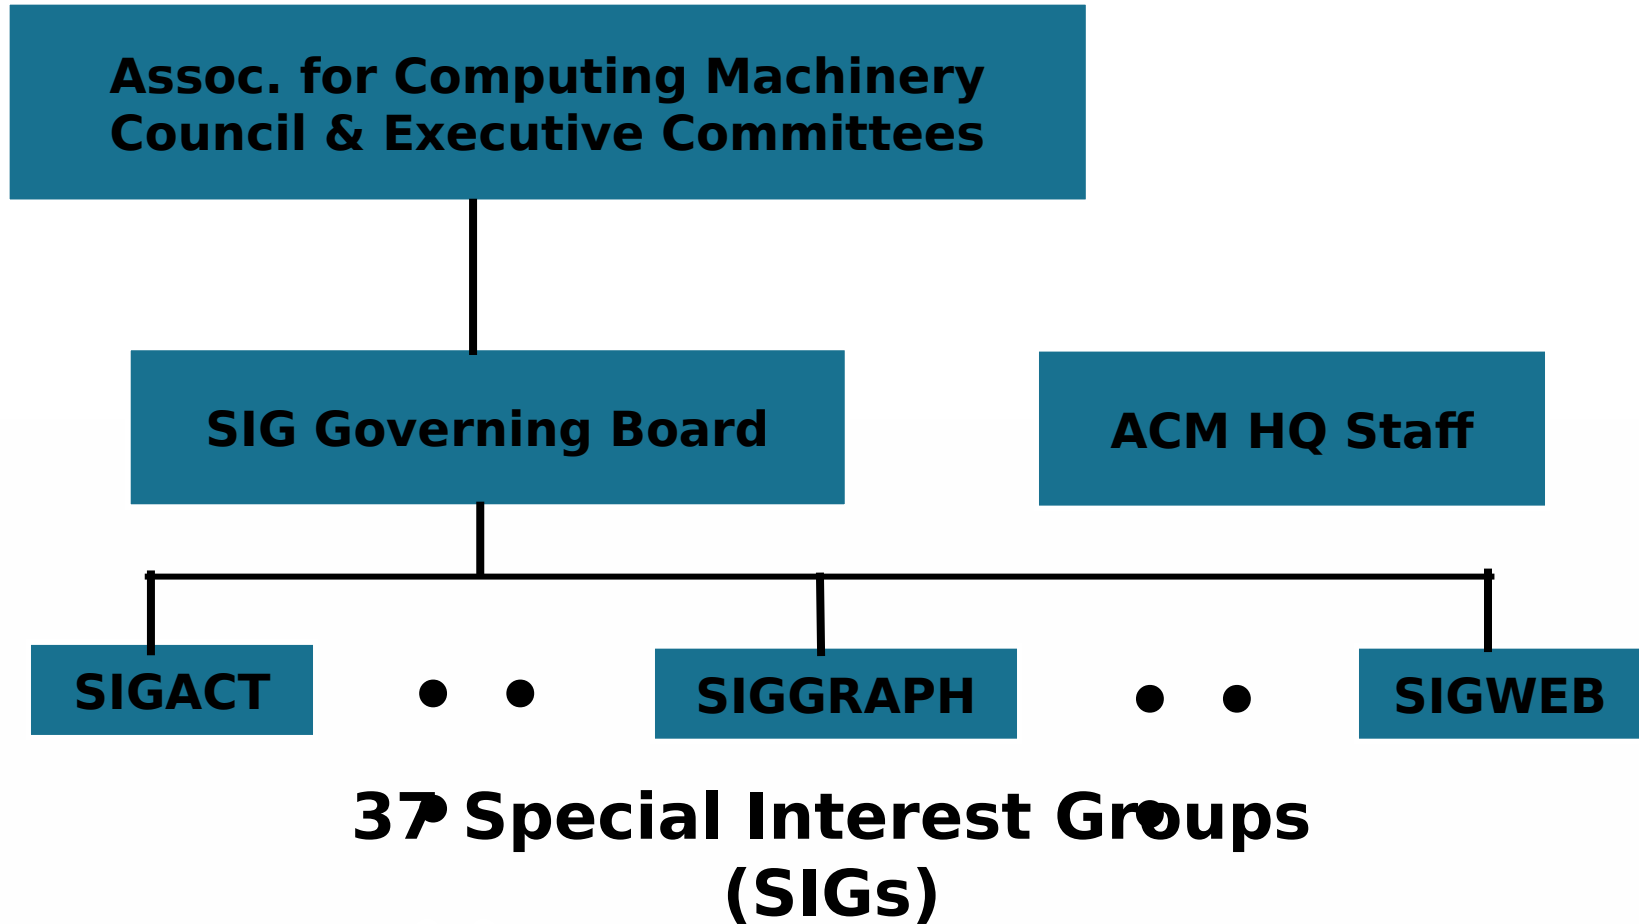 Assoc. for Computing Machinery
Council & Executive Committees
SIG Governing Board
ACM HQ Staff
SIGACT
SIGGRAPH
SIGWEB
37 Special Interest Groups
(SIGs)